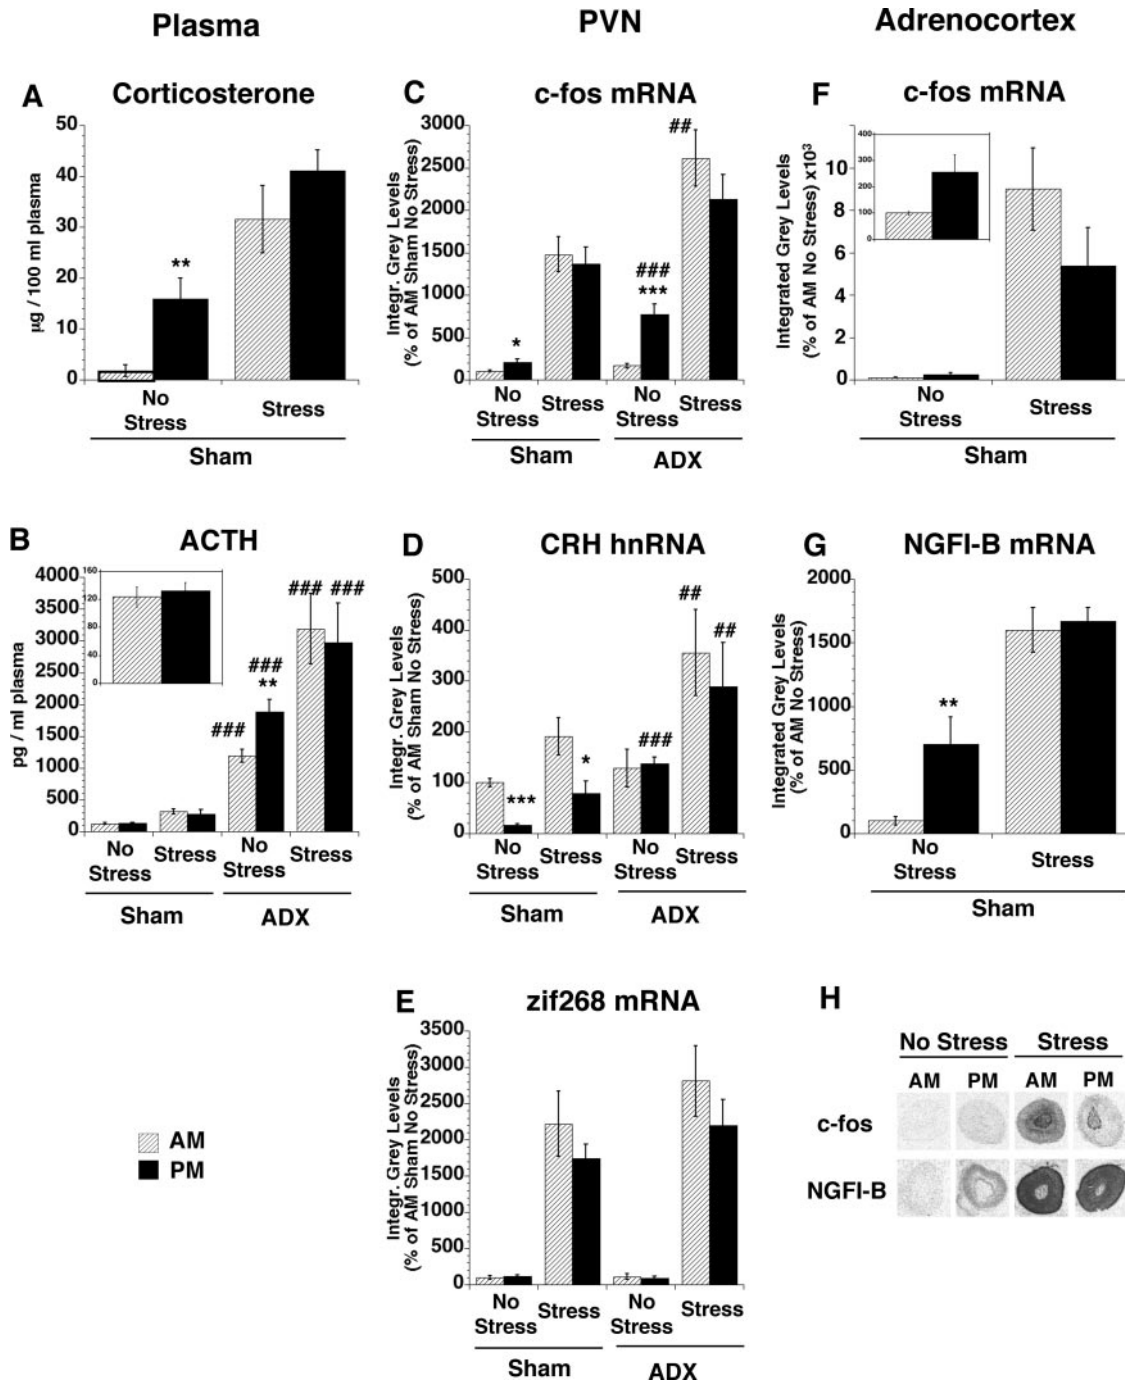 Plasma
PVN
Adrenocortex
A
Corticosterone
µg / 100 ml plasma
50
40
30
20
10
0
**
No
Stress
Stress
Sham
C
c-fos mRNA
Integr. Grey Levels
(% of AM Sham No Stress)
3000
2500
2000
1500
1000
500
0
*
###
***
##
No
Stress
Stress
No
Stress
Stress
Sham
ADX
F
c-fos mRNA
Integrated Grey Levels
(% of AM No Stress) x10³
10
8
6
4
2
0
400
300
200
100
0
No
Stress
Stress
Sham
B
ACTH
pg / ml plasma
4000
3500
3000
2500
2000
1500
1000
500
0
160
120
80
40
0
###
###
**
###
###
No
Stress
Stress
No
Stress
Stress
Sham
ADX
D
CRH hnRNA
Integr. Grey Levels
(% of AM Sham No Stress)
500
400
300
200
100
0
***
*
###
##
##
No
Stress
Stress
No
Stress
Stress
Sham
ADX
G
NGFI-B mRNA
Integrated Grey Levels
(% of AM No Stress)
2000
1500
1000
500
0
**
No
Stress
Stress
Sham
AM
PM
E
zif268 mRNA
Integr. Grey Levels
(% of AM Sham No Stress)
3500
3000
2500
2000
1500
1000
500
0
No
Stress
Stress
No
Stress
Stress
Sham
ADX
H
No Stress Stress
AM PM AM PM
c-fos
NGFI-B